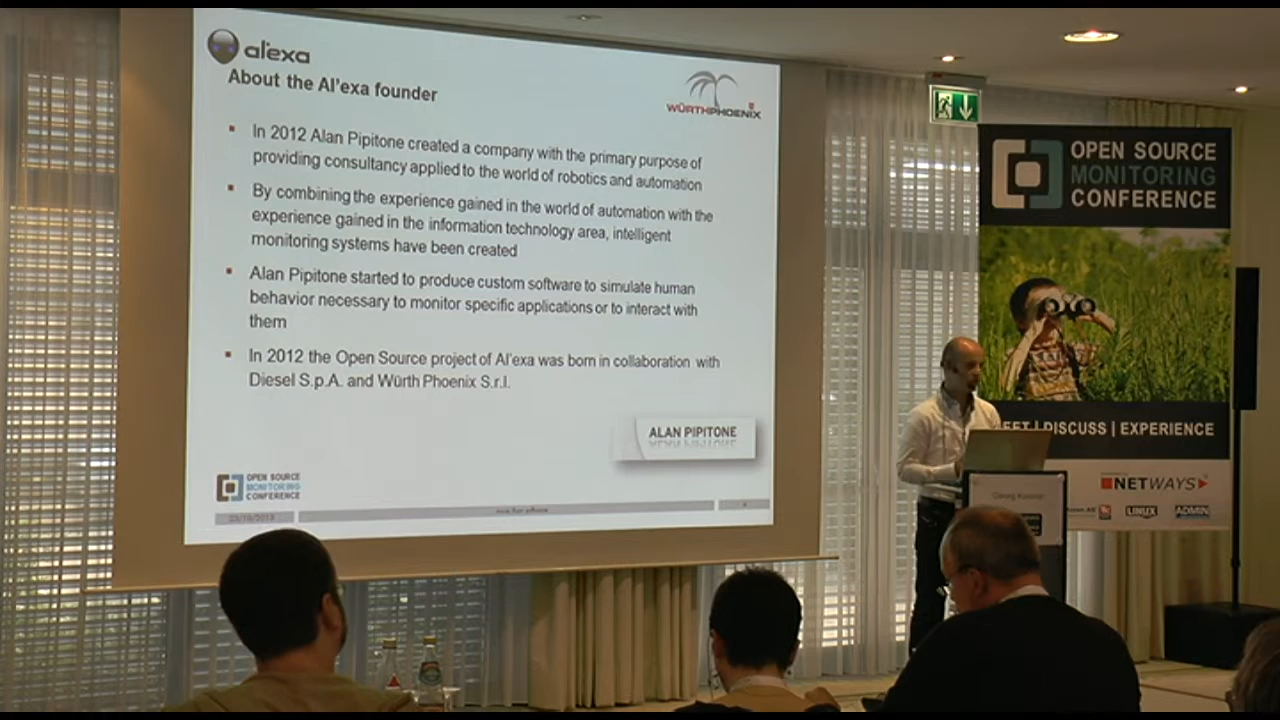 al'exa
About the Al'exa founder
WÜRTHPHOENIX
In 2012 Alan Pipitone created a company with the primary purpose of
providing consultancy applied to the world of robotics and automation
By combining the experience gained in the world of automation with the
experience gained in the information technology area, intelligent
monitoring systems have been created
Alan Pipitone started to produce custom software to simulate human
behavior necessary to monitor specific applications or to interact with
them
In 2012 the Open Source project of Al'exa was born in collaboration with
Diesel S.p.A. and Würth Phoenix S.r.l.
ALAN PIPITONE
OPEN SOURCE
MONITORING
CONFERENCE
OPEN SOURCE
MONITORING
CONFERENCE
DISCUSS | EXPERIENCE
NETWAYS
LINUX
ADMIN